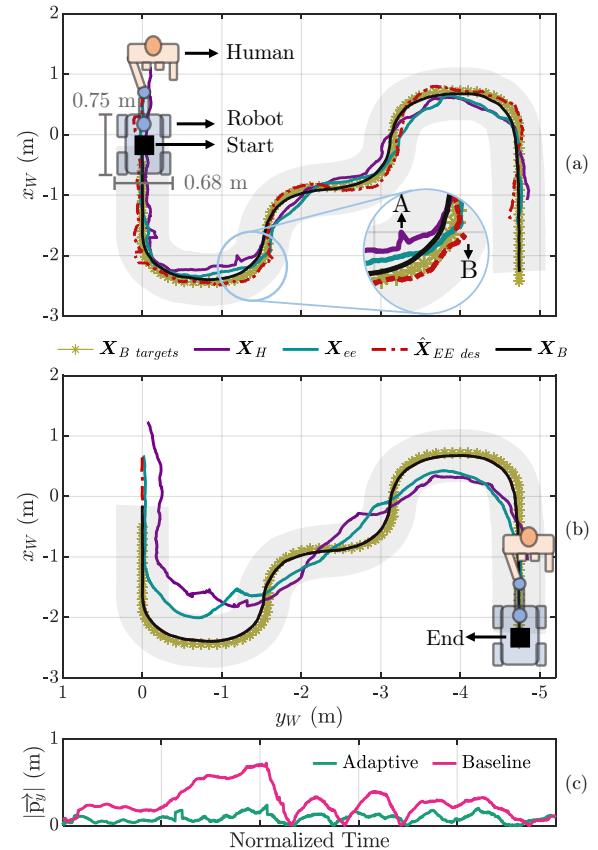 2
1
0
-1
-2
-3
x_W (m)
Human
0.75 m
Robot
Start
0.68 m
A
B
(a)
X_B targets
X_H
X_ee
X̂_EE des
X_B
2
1
0
-1
-2
-3
x_W (m)
End
(b)
1 0 -1 -2 -3 -4 -5
y_W (m)
1
0
|p⃗_y| (m)
Adaptive
Baseline
(c)
Normalized Time